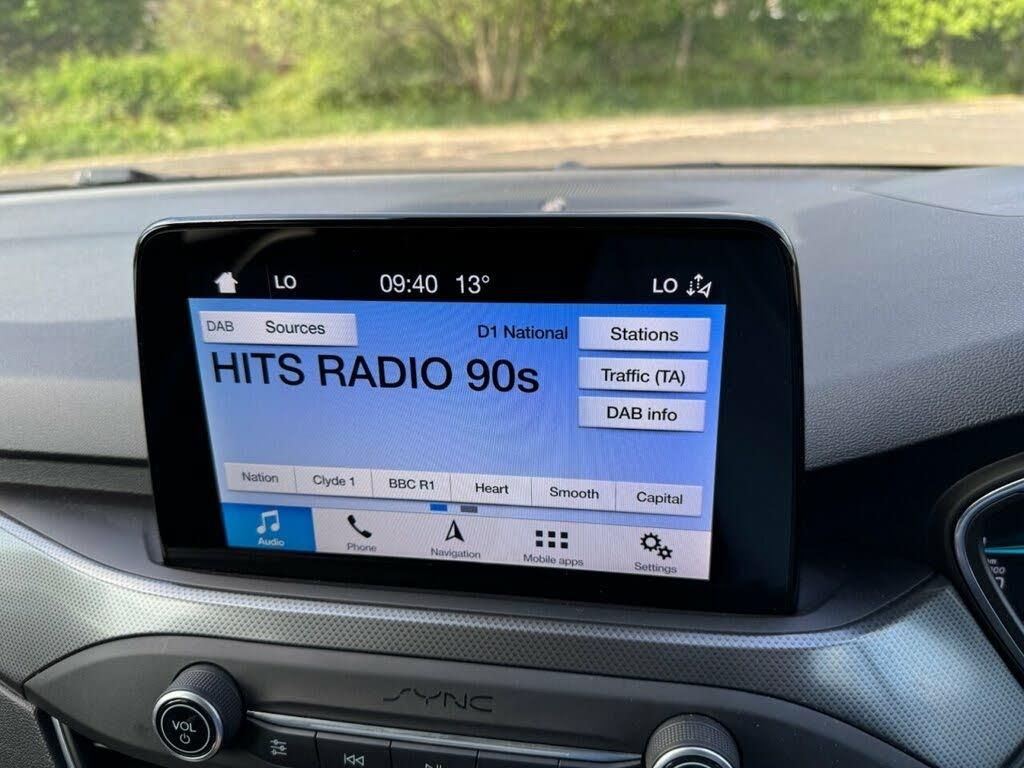 LO 09:40 13° LO
DAB Sources D1 National Stations
HITS RADIO 90s
Traffic (TA)
DAB info
Nation Clyde 1 BBC R1 Heart Smooth Capital
Audio Phone Navigation Mobile apps Settings
SYNC
VOL